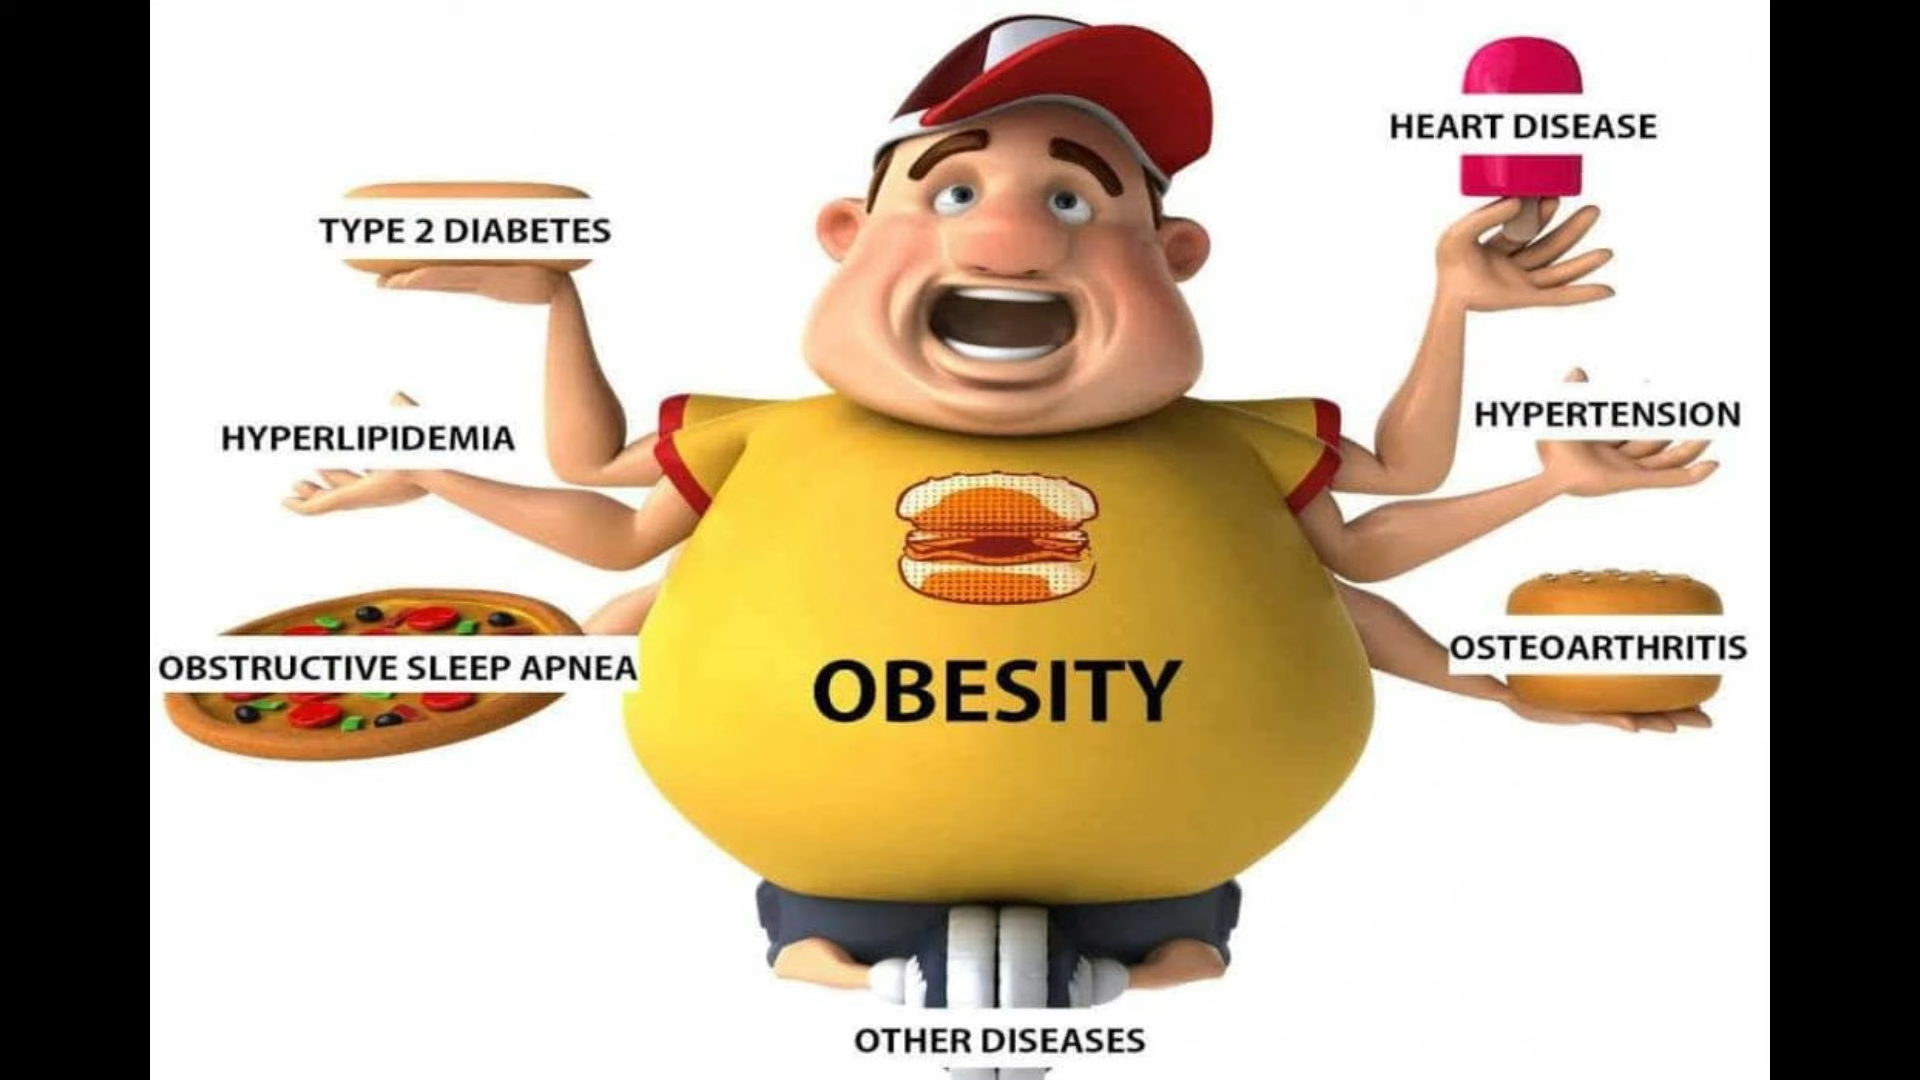 HEART DISEASE
TYPE 2 DIABETES
HYPERTENSION
HYPERLIPIDEMIA
OSTEOARTHRITIS
OBSTRUCTIVE SLEEP APNEA
OBESITY
OTHER DISEASES